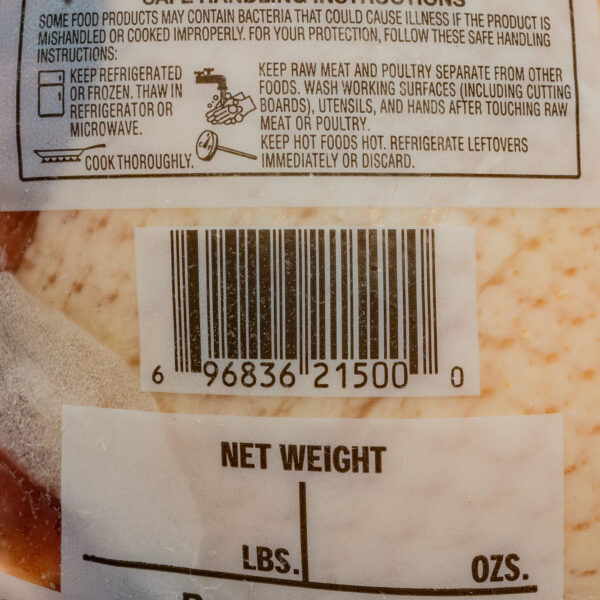 SAFE HANDLING INSTRUCTIONS
SOME FOOD PRODUCTS MAY CONTAIN BACTERIA THAT COULD CAUSE ILLNESS IF THE PRODUCT IS
MISHANDLED OR COOKED IMPROPERLY. FOR YOUR PROTECTION, FOLLOW THESE SAFE HANDLING
INSTRUCTIONS:
KEEP REFRIGERATED
OR FROZEN. THAW IN
REFRIGERATOR OR
MICROWAVE.
KEEP RAW MEAT AND POULTRY SEPARATE FROM OTHER
FOODS. WASH WORKING SURFACES (INCLUDING CUTTING
BOARDS), UTENSILS, AND HANDS AFTER TOUCHING RAW
MEAT OR POULTRY.
COOK THOROUGHLY.
KEEP HOT FOODS HOT. REFRIGERATE LEFTOVERS
IMMEDIATELY OR DISCARD.
6 96836 21500 0
NET WEIGHT
LBS. OZS.